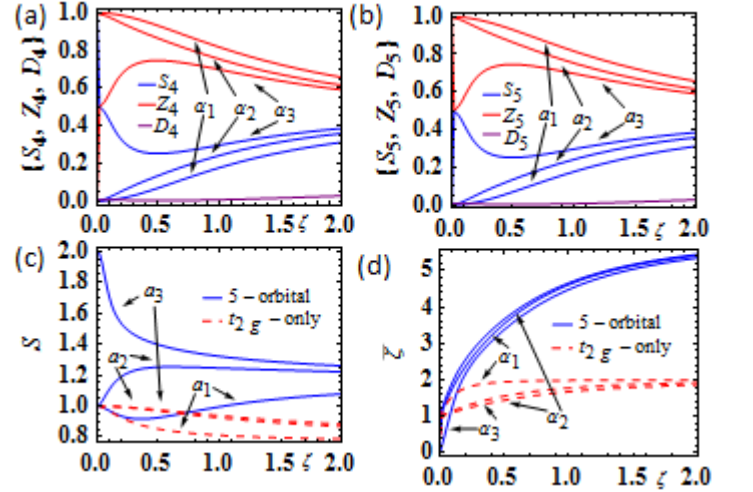 (a)
1.0
0.8
0.6
0.4
0.2
0.0
{S₄, Z₄, D₄}
S₄
Z₄
D₄
α₁
α₂
α₃
0.0 0.5 1.0 ζ 1.5 2.0
(b)
1.0
0.8
0.6
0.4
0.2
0.0
{S₅, Z₅, D₅}
S₅
Z₅
D₅
α₁
α₂
α₃
0.0 0.5 1.0 ζ 1.5 2.0
(c)
2.0
1.8
1.6
1.4
1.2
1.0
0.8
S
5 – orbital
t₂ g – only
α₃
α₂
α₁
0.0 0.5 1.0 ζ 1.5 2.0
(d)
5
4
3
2
1
0
ζ̅
5 – orbital
t₂ g – only
α₁
α₂
α₃
0.0 0.5 1.0 ζ 1.5 2.0